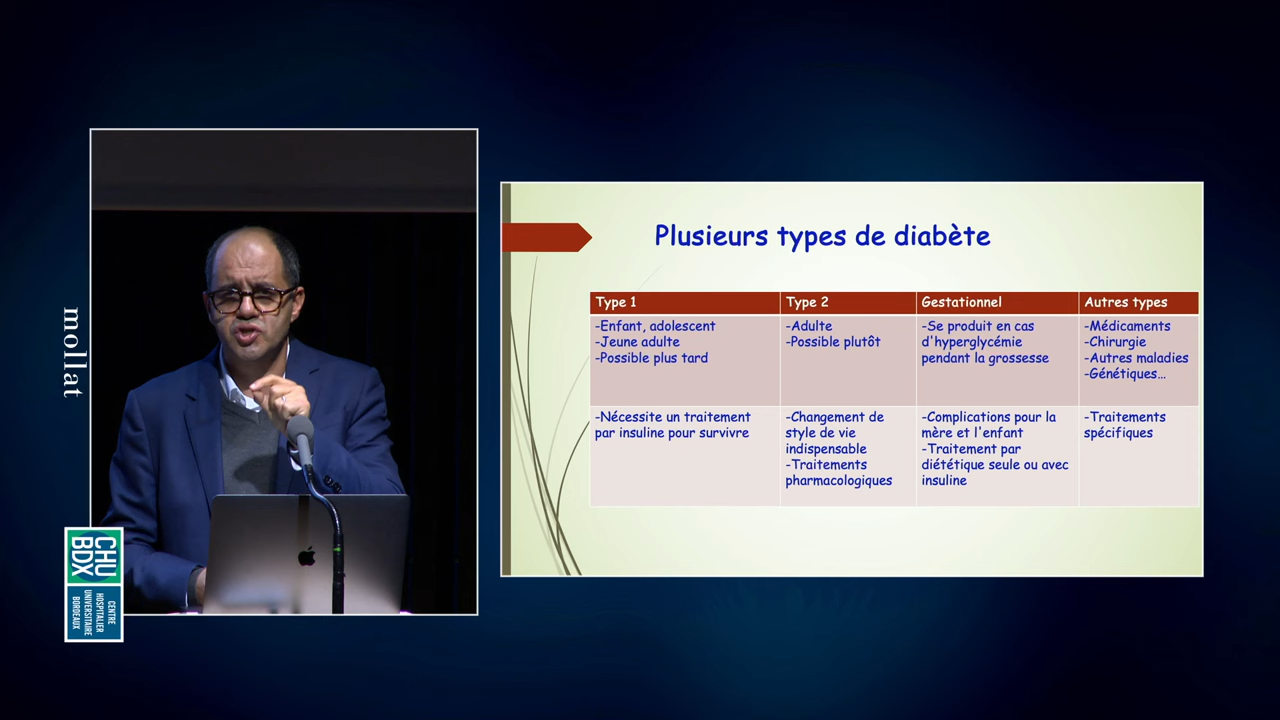 mollat
CHU
BDX
CENTRE
HOSPITALIER
UNIVERSITAIRE
BORDEAUX
Plusieurs types de diabète
Type 1
Type 2
Gestationnel
Autres types
-Enfant, adolescent
-Jeune adulte
-Possible plus tard
-Adulte
-Possible plutôt
-Se produit en cas
d'hyperglycémie
pendant la grossesse
-Médicaments
-Chirurgie
-Autres maladies
-Génétiques...
-Nécessite un traitement
par insuline pour survivre
-Changement de
style de vie
indispensable
-Traitements
pharmacologiques
-Complications pour la
mère et l'enfant
-Traitement par
diététique seule ou avec
insuline
-Traitements
spécifiques